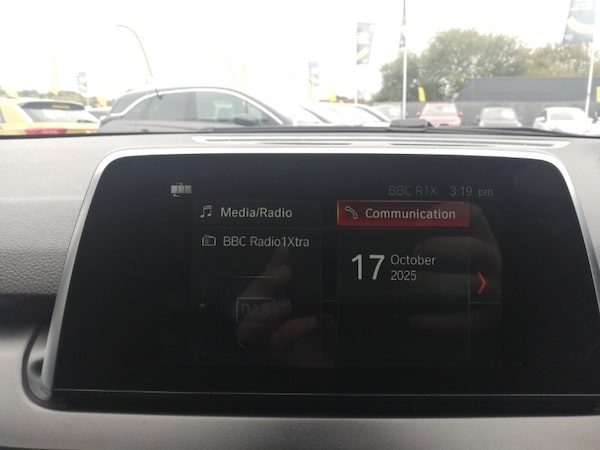 BBC R1X 3:19 pm
Media/Radio
Communication
BBC Radio1Xtra
17 October
2025
DAB